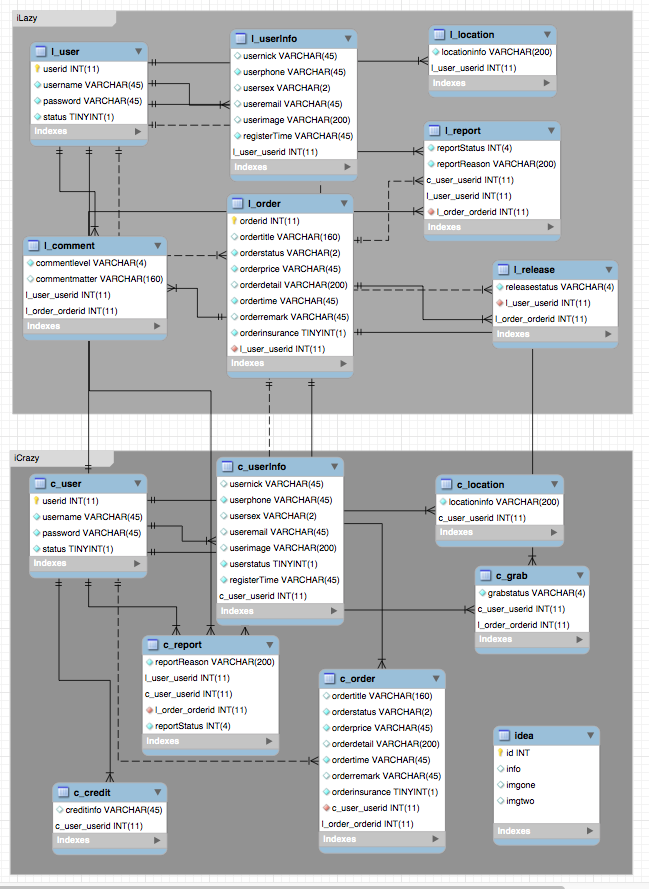 iLazy
l_user
userid INT(11)
username VARCHAR(45)
password VARCHAR(45)
status TINYINT(1)
Indexes
l_userInfo
usernick VARCHAR(45)
userphone VARCHAR(45)
usersex VARCHAR(2)
useremail VARCHAR(45)
userimage VARCHAR(200)
registerTime VARCHAR(45)
l_user_userid INT(11)
Indexes
l_location
locationinfo VARCHAR(200)
l_user_userid INT(11)
Indexes
l_report
reportStatus INT(4)
reportReason VARCHAR(200)
c_user_userid INT(11)
l_user_userid INT(11)
l_order_orderid INT(11)
Indexes
l_order
orderid INT(11)
ordertitle VARCHAR(160)
orderstatus VARCHAR(2)
orderprice VARCHAR(45)
orderdetail VARCHAR(200)
ordertime VARCHAR(45)
orderremark VARCHAR(45)
orderinsurance TINYINT(1)
l_user_userid INT(11)
Indexes
l_comment
commentlevel VARCHAR(4)
commentmatter VARCHAR(160)
l_user_userid INT(11)
l_order_orderid INT(11)
Indexes
l_release
releasestatus VARCHAR(4)
l_user_userid INT(11)
l_order_orderid INT(11)
Indexes
iCrazy
c_user
userid INT(11)
username VARCHAR(45)
password VARCHAR(45)
status TINYINT(1)
Indexes
c_userInfo
usernick VARCHAR(45)
userphone VARCHAR(45)
usersex VARCHAR(2)
useremail VARCHAR(45)
userimage VARCHAR(200)
userstatus TINYINT(1)
registerTime VARCHAR(45)
c_user_userid INT(11)
Indexes
c_location
locationinfo VARCHAR(200)
c_user_userid INT(11)
Indexes
c_grab
grabstatus VARCHAR(4)
c_user_userid INT(11)
l_order_orderid INT(11)
Indexes
c_report
reportReason VARCHAR(200)
l_user_userid INT(11)
c_user_userid INT(11)
l_order_orderid INT(11)
reportStatus INT(4)
Indexes
c_order
ordertitle VARCHAR(160)
orderstatus VARCHAR(2)
orderprice VARCHAR(45)
orderdetail VARCHAR(200)
ordertime VARCHAR(45)
orderremark VARCHAR(45)
orderinsurance TINYINT(1)
c_user_userid INT(11)
l_order_orderid INT(11)
Indexes
idea
id INT
info
imgone
imgtwo
Indexes
c_credit
creditinfo VARCHAR(45)
c_user_userid INT(11)
Indexes